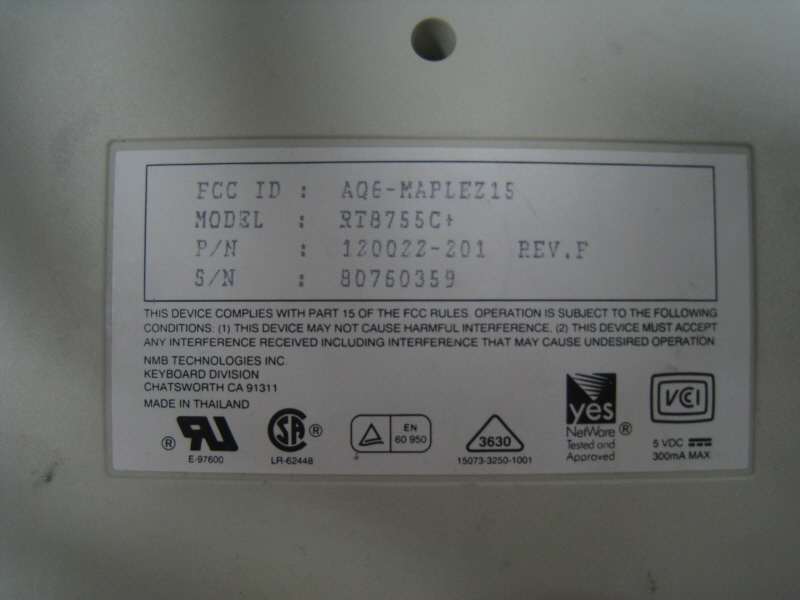 FCC ID : AQ6-MAPLEZ15
MODEL : RT8755C+
P/N : 120022-201 REV.F
S/N : 80760359
THIS DEVICE COMPLIES WITH PART 15 OF THE FCC RULES. OPERATION IS SUBJECT TO THE FOLLOWING
CONDITIONS: (1) THIS DEVICE MAY NOT CAUSE HARMFUL INTERFERENCE, (2) THIS DEVICE MUST ACCEPT
ANY INTERFERENCE RECEIVED INCLUDING INTERFERENCE THAT MAY CAUSE UNDESIRED OPERATION
NMB TECHNOLOGIES INC.
KEYBOARD DIVISION
CHATSWORTH CA 91311
MADE IN THAILAND
® RU
E-97600
SA ®
LR-62448
EN
60 950
3630
15073-3250-1001
yes
NetWare ®
Tested and
Approved
VCCI
5 VDC
300mA MAX